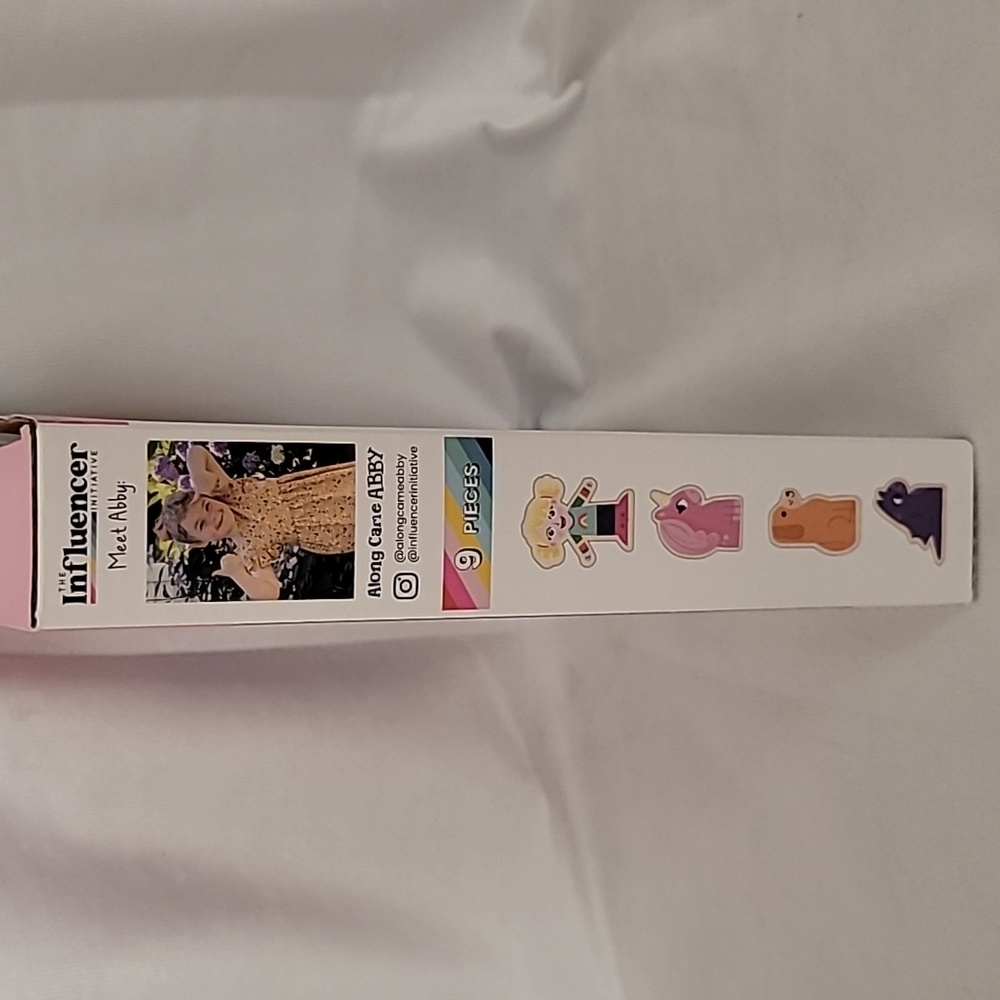 THE
Influencer
INITIATIVE
Meet Abby:
Along Came ABBY
@alongcameabby
@influencerinitiative
9 PIECES